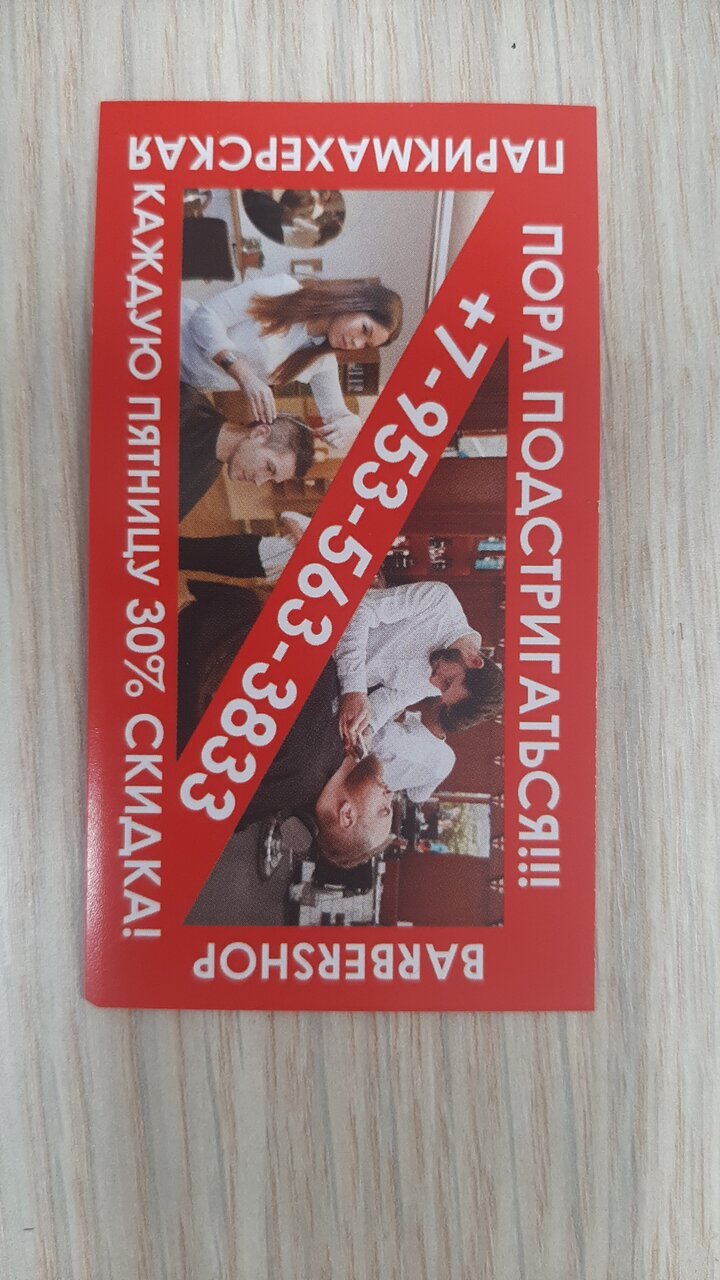 ПОРА ПОДСТРИГАТЬСЯ!!!
ПАРИКМАХЕРСКАЯ
+7-953-563-3833
BARBERSHOP
КАЖДУЮ ПЯТНИЦУ 30% СКИДКА!